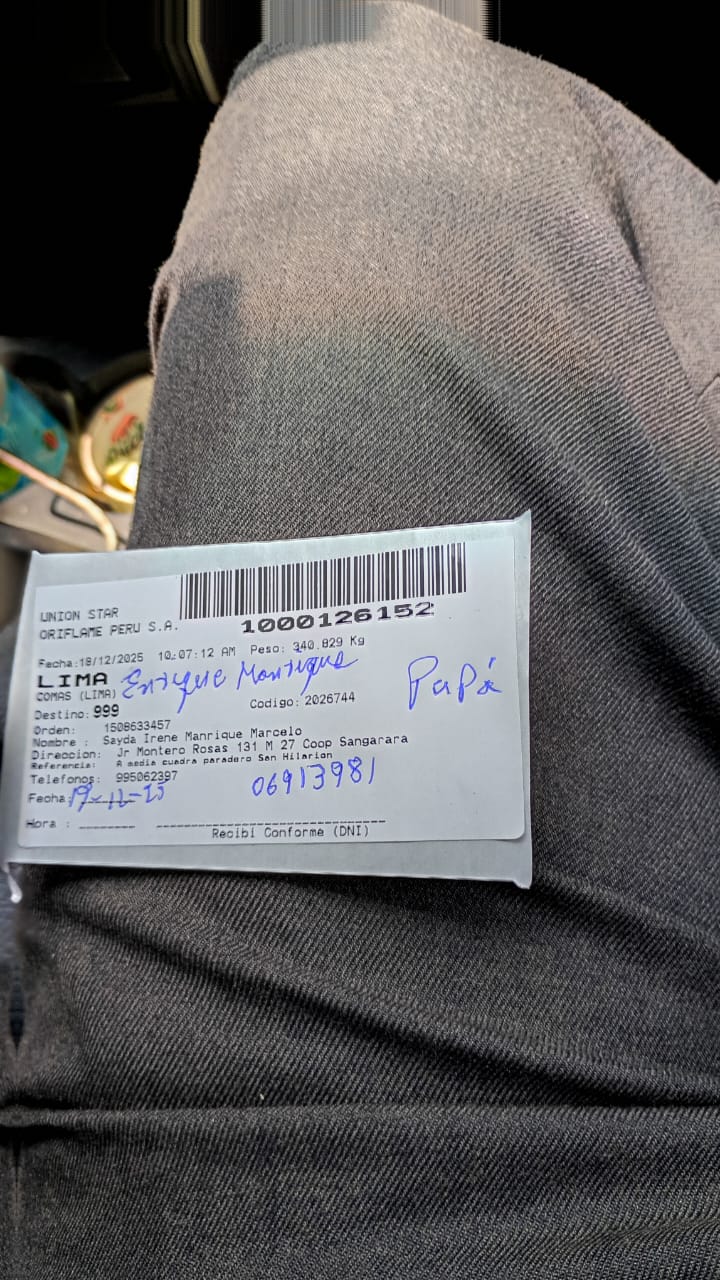 UNION STAR
ORIFLAME PERU S.A.
1000126152
Fecha:18/12/2025 10:07:12 AM Peso: 340.829 Kg
LIMA
COMAS (LIMA) Enrique Manrique Papá
Destino: 999 Codigo: 2026744
Orden: 1508633457
Nombre : Sayda Irene Manrique Marcelo
Direccion: Jr Montero Rosas 131 M 27 Coop Sangarara
Referencia: A media cuadra paradero San Hilarion
Telefonos: 995062397
Fecha: 19-12-25 06913981
Hora :
Recibi Conforme (DNI)